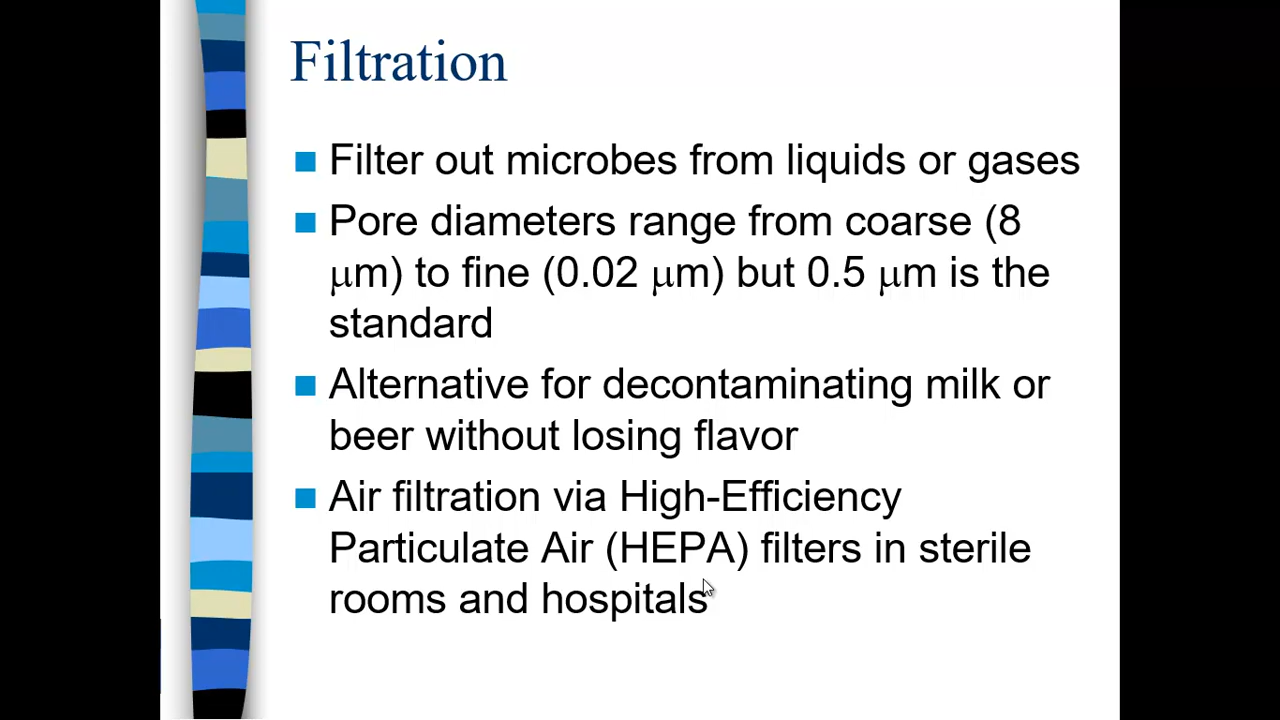 Filtration
Filter out microbes from liquids or gases
Pore diameters range from coarse (8
μm) to fine (0.02 μm) but 0.5 μm is the
standard
Alternative for decontaminating milk or
beer without losing flavor
Air filtration via High-Efficiency
Particulate Air (HEPA) filters in sterile
rooms and hospitals